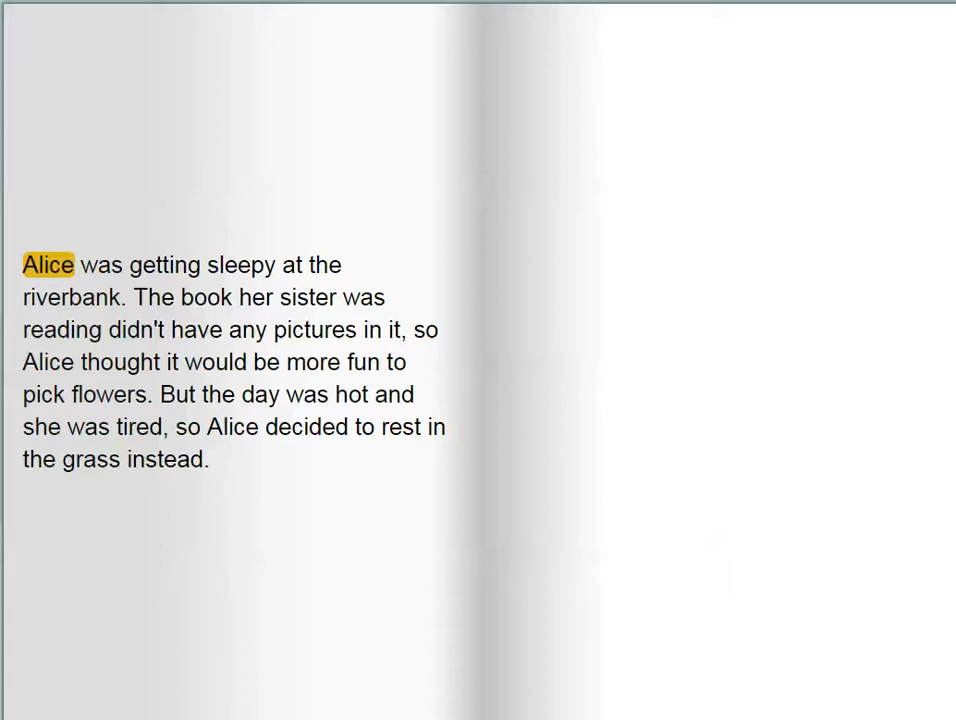 Alice was getting sleepy at the
riverbank. The book her sister was
reading didn't have any pictures in it, so
Alice thought it would be more fun to
pick flowers. But the day was hot and
she was tired, so Alice decided to rest in
the grass instead.